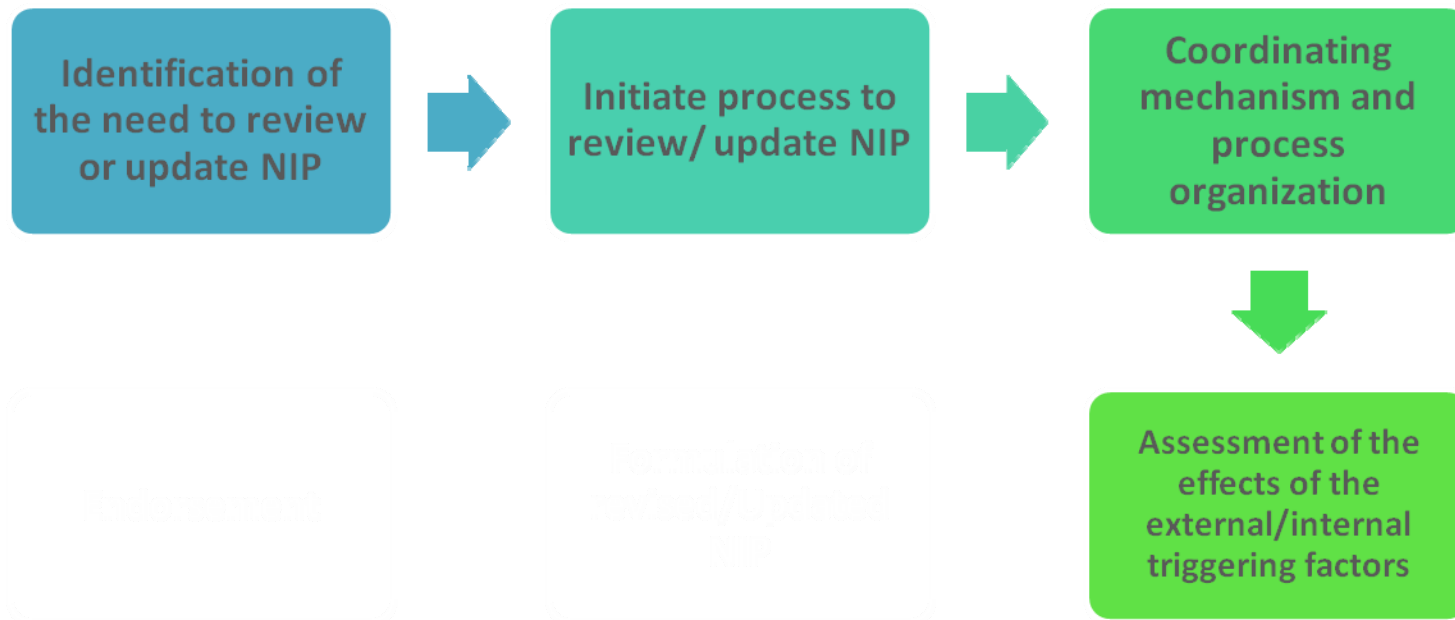 Identification of
the need to review
or update NIP
Initiate process to
review/ update NIP
Coordinating
mechanism and
process
organization
Assessment of the
effects of the
external/internal
triggering factors